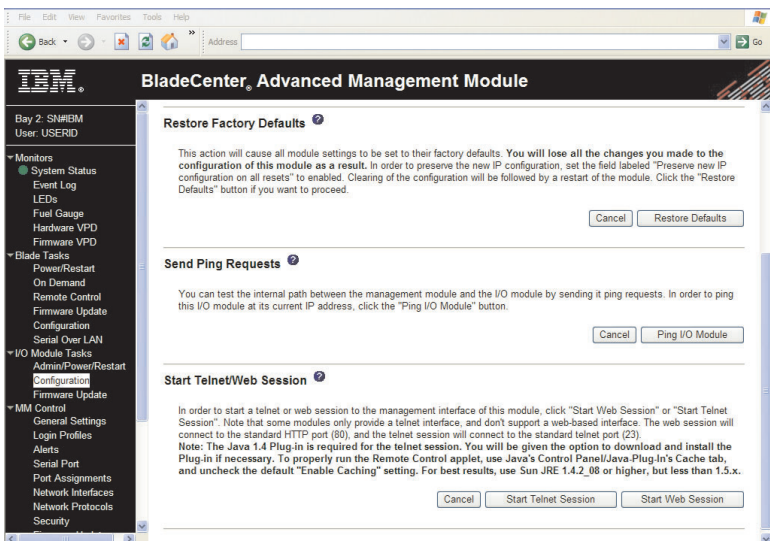 File Edit View Favorites Tools Help
Back
Address
Go
IBM®
BladeCenter® Advanced Management Module
Bay 2: SN#IBM
User: USERID
Monitors
System Status
Event Log
LEDs
Fuel Gauge
Hardware VPD
Firmware VPD
Blade Tasks
Power/Restart
On Demand
Remote Control
Firmware Update
Configuration
Serial Over LAN
I/O Module Tasks
Admin/Power/Restart
Configuration
Firmware Update
MM Control
General Settings
Login Profiles
Alerts
Serial Port
Port Assignments
Network Interfaces
Network Protocols
Security
Restore Factory Defaults ?
This action will cause all module settings to be set to their factory defaults. You will lose all the changes you made to the
configuration of this module as a result. In order to preserve the new IP configuration, set the field labeled "Preserve new IP
configuration on all resets" to enabled. Clearing of the configuration will be followed by a restart of the module. Click the "Restore
Defaults" button if you want to proceed.
Cancel Restore Defaults
Send Ping Requests ?
You can test the internal path between the management module and the I/O module by sending it ping requests. In order to ping
this I/O module at its current IP address, click the "Ping I/O Module" button.
Cancel Ping I/O Module
Start Telnet/Web Session ?
In order to start a telnet or web session to the management interface of this module, click "Start Web Session" or "Start Telnet
Session". Note that some modules only provide a telnet interface, and don't support a web-based interface. The web session will
connect to the standard HTTP port (80), and the telnet session will connect to the standard telnet port (23).
Note: The Java 1.4 Plug-in is required for the telnet session. You will be given the option to download and install the
Plug-in if necessary. To properly run the Remote Control applet, use Java's Control Panel/Java-Plug-In's Cache tab,
and uncheck the default "Enable Caching" setting. For best results, use Sun JRE 1.4.2_08 or higher, but less than 1.5.x.
Cancel Start Telnet Session Start Web Session